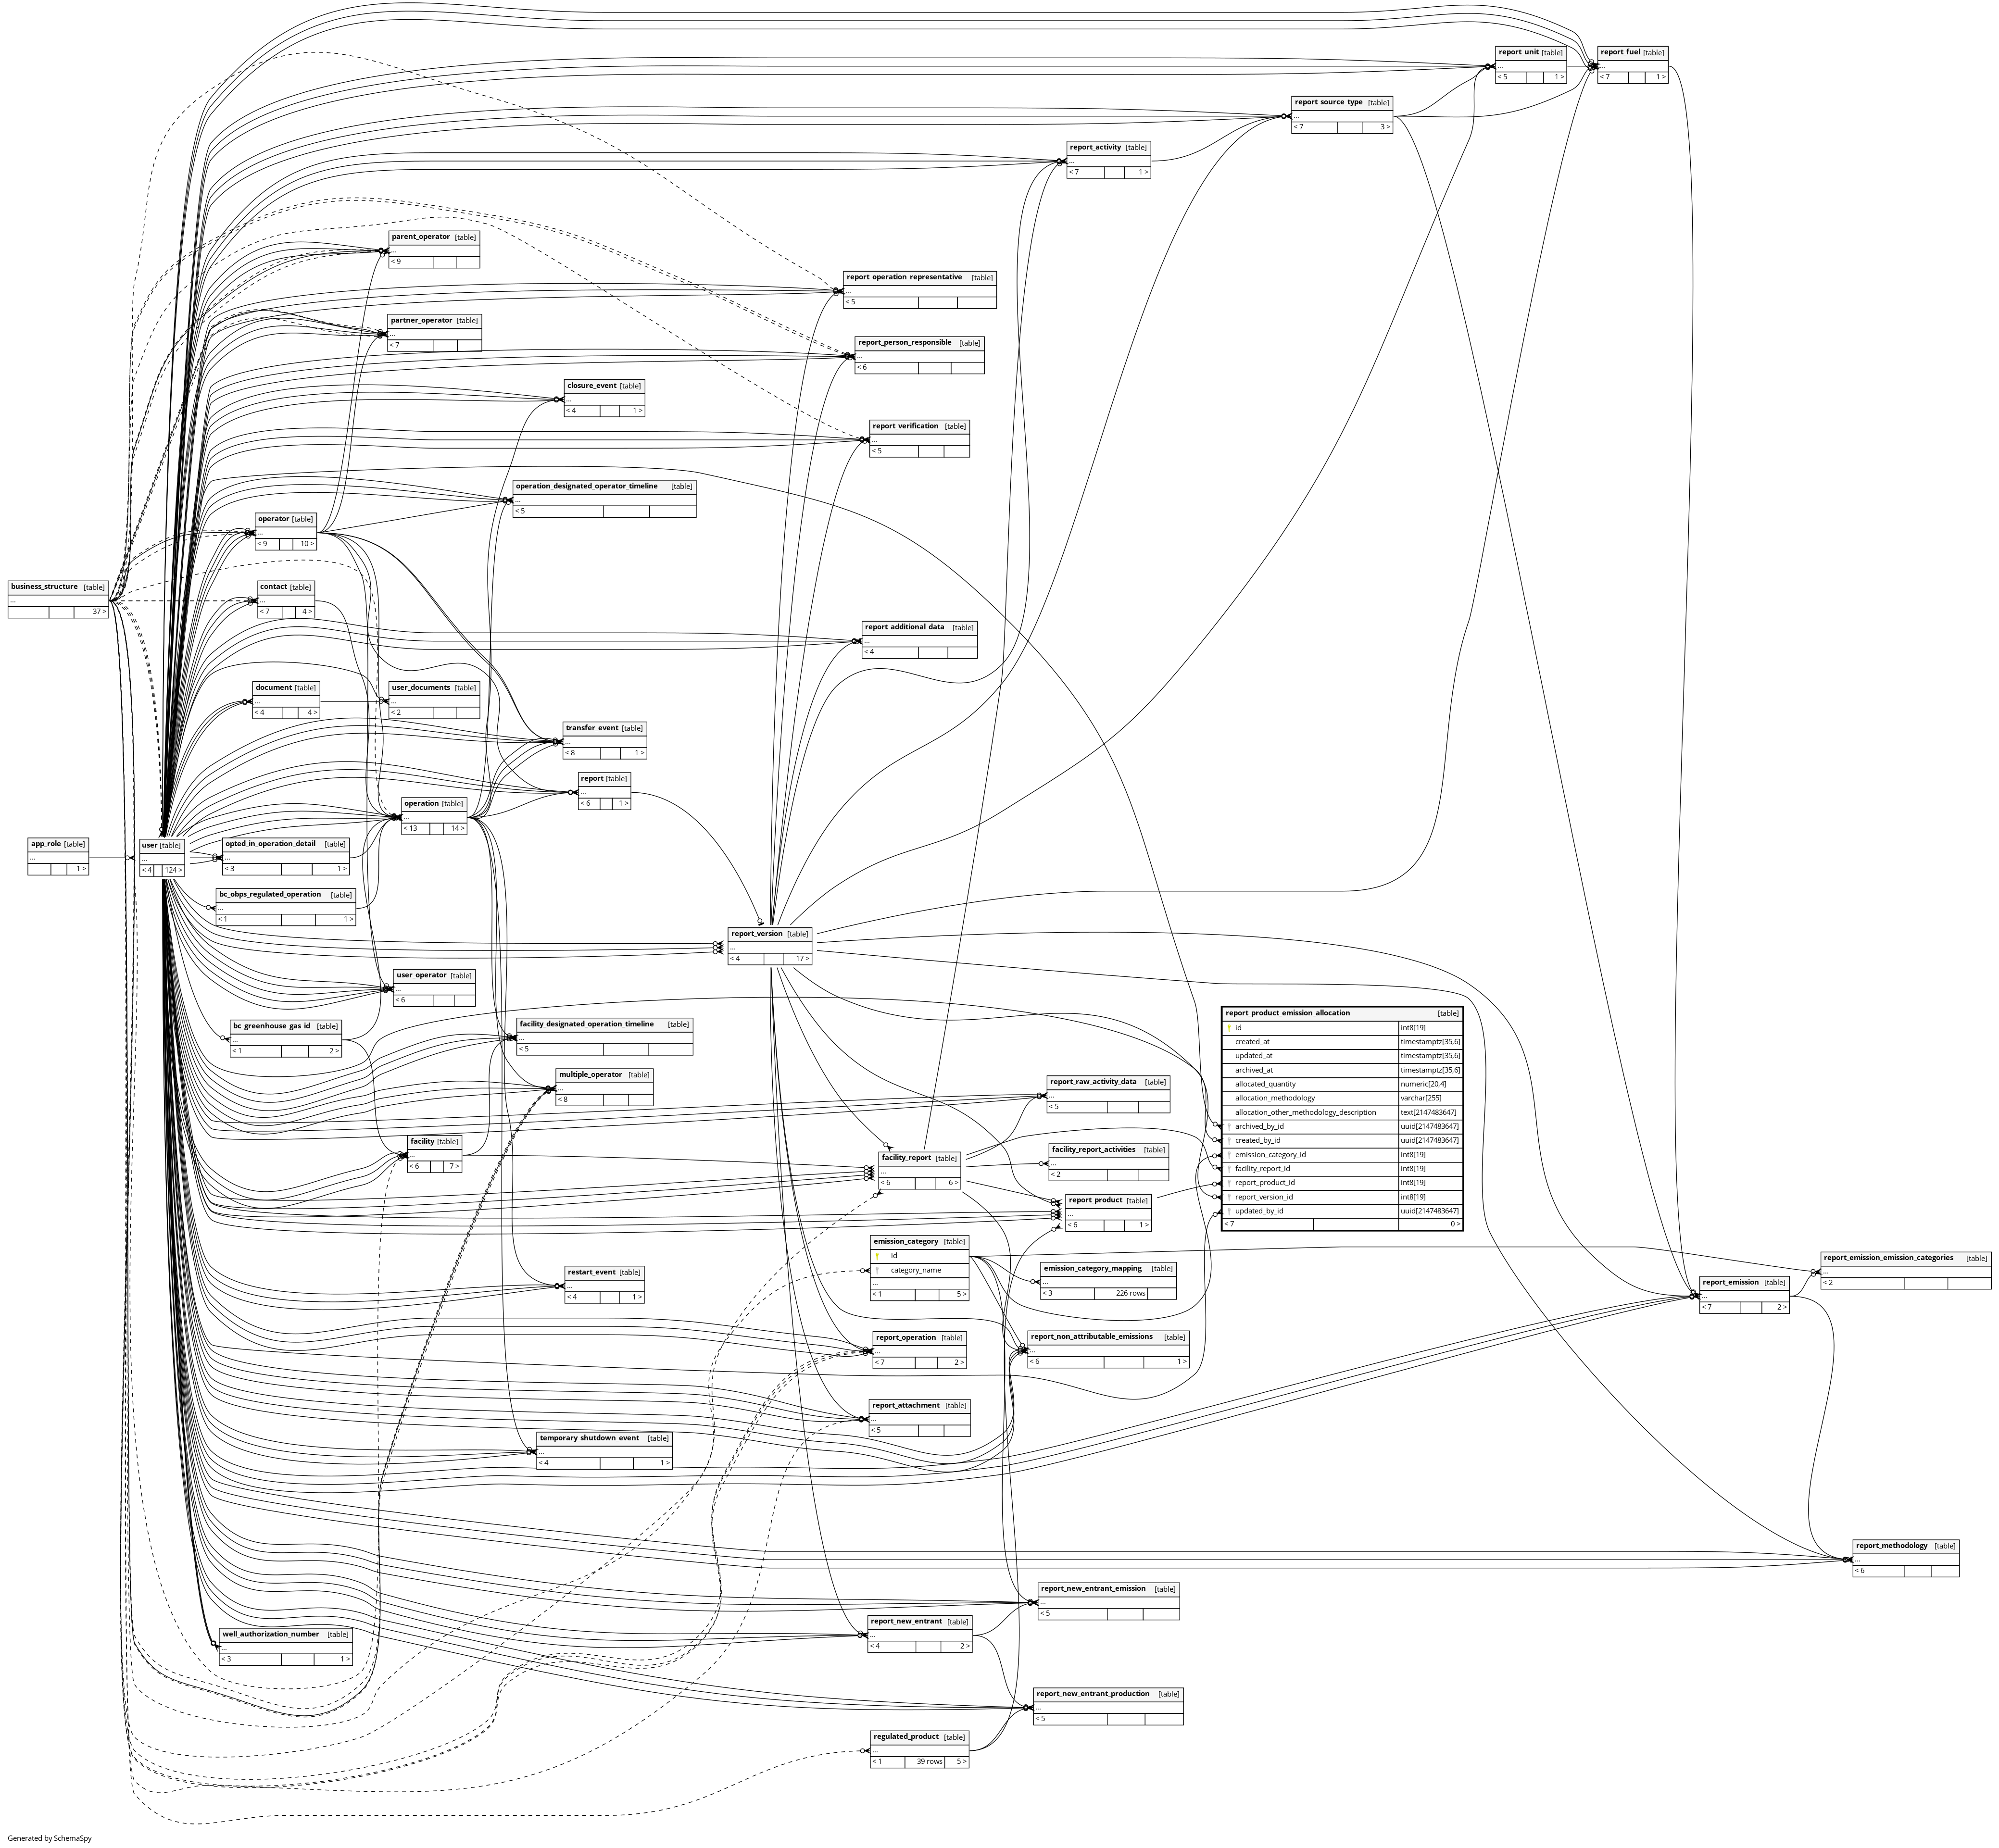 report_unit [table]
...
< 5 1 >
report_fuel [table]
...
< 7 1 >
report_source_type [table]
...
< 7 3 >
report_activity [table]
...
< 7 1 >
parent_operator [table]
...
< 9
report_operation_representative [table]
...
< 5
partner_operator [table]
...
< 7
report_person_responsible [table]
...
< 6
closure_event [table]
...
< 4 1 >
report_verification [table]
...
< 5
operation_designated_operator_timeline [table]
...
< 5
operator [table]
...
< 9 10 >
business_structure [table]
...
37 >
contact [table]
...
< 7 4 >
report_additional_data [table]
...
< 4
document [table]
...
< 4 4 >
user_documents [table]
...
< 2
transfer_event [table]
...
< 8 1 >
report [table]
...
< 6 1 >
operation [table]
...
< 13 14 >
app_role [table]
...
1 >
user [table]
...
< 4 124 >
opted_in_operation_detail [table]
...
< 3 1 >
bc_obps_regulated_operation [table]
...
< 1 1 >
report_version [table]
...
< 4 17 >
user_operator [table]
...
< 6
bc_greenhouse_gas_id [table]
...
< 1 2 >
facility_designated_operation_timeline [table]
...
< 5
report_product_emission_allocation [table]
id int8[19]
created_at timestamptz[35,6]
updated_at timestamptz[35,6]
archived_at timestamptz[35,6]
allocated_quantity numeric[20,4]
allocation_methodology varchar[255]
allocation_other_methodology_description text[2147483647]
archived_by_id uuid[2147483647]
created_by_id uuid[2147483647]
emission_category_id int8[19]
facility_report_id int8[19]
report_product_id int8[19]
report_version_id int8[19]
updated_by_id uuid[2147483647]
< 7 0 >
multiple_operator [table]
...
< 8
report_raw_activity_data [table]
...
< 5
facility [table]
...
< 6 7 >
facility_report [table]
...
< 6 6 >
facility_report_activities [table]
...
< 2
report_product [table]
...
< 6 1 >
emission_category [table]
id
category_name
...
< 1 5 >
emission_category_mapping [table]
...
< 3 226 rows
report_emission_emission_categories [table]
...
< 2
report_emission [table]
...
< 7 2 >
restart_event [table]
...
< 4 1 >
report_operation [table]
...
< 7 2 >
report_non_attributable_emissions [table]
...
< 6 1 >
report_attachment [table]
...
< 5
temporary_shutdown_event [table]
...
< 4 1 >
report_methodology [table]
...
< 6
report_new_entrant_emission [table]
...
< 5
report_new_entrant [table]
...
< 4 2 >
well_authorization_number [table]
...
< 3 1 >
report_new_entrant_production [table]
...
< 5
regulated_product [table]
...
< 1 39 rows 5 >
Generated by SchemaSpy